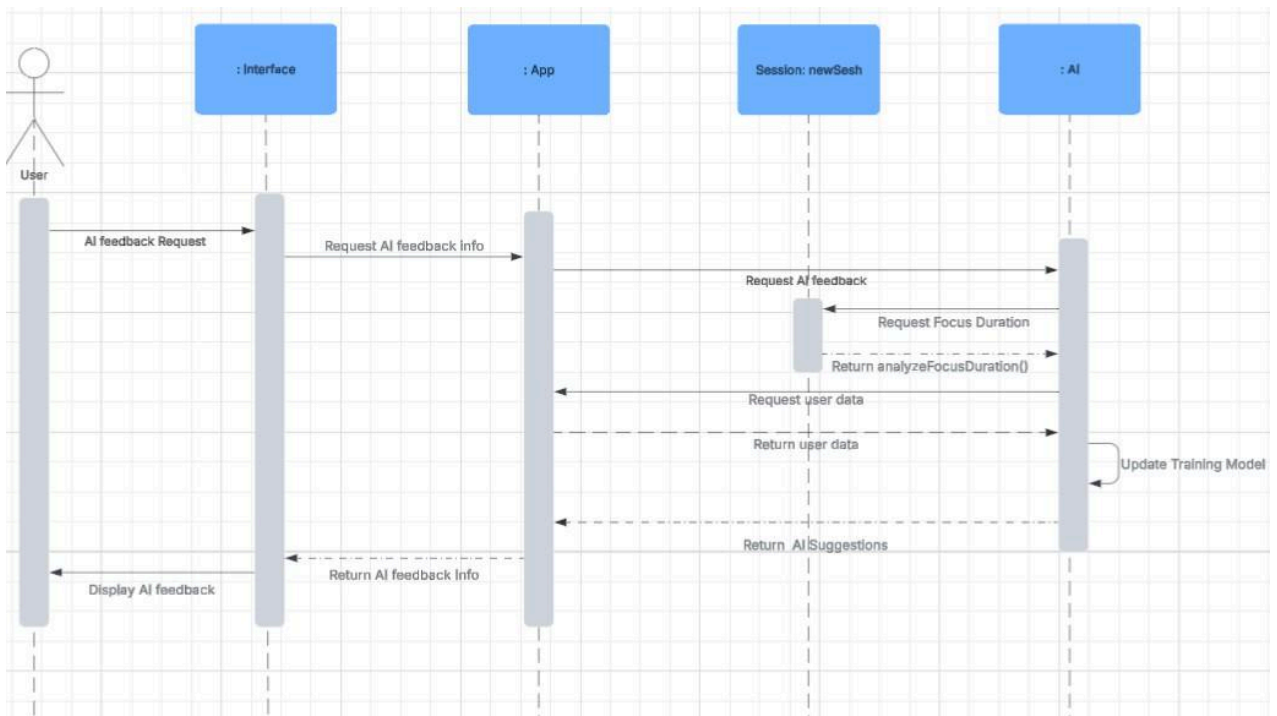 : Interface
: App
Session: newSesh
: AI
User
AI feedback Request
Request AI feedback Info
Request AI feedback
Request Focus Duration
Return analyzeFocusDuration()
Request user data
Return user data
Update Training Model
Return AI Suggestions
Return AI feedback Info
Display AI feedback